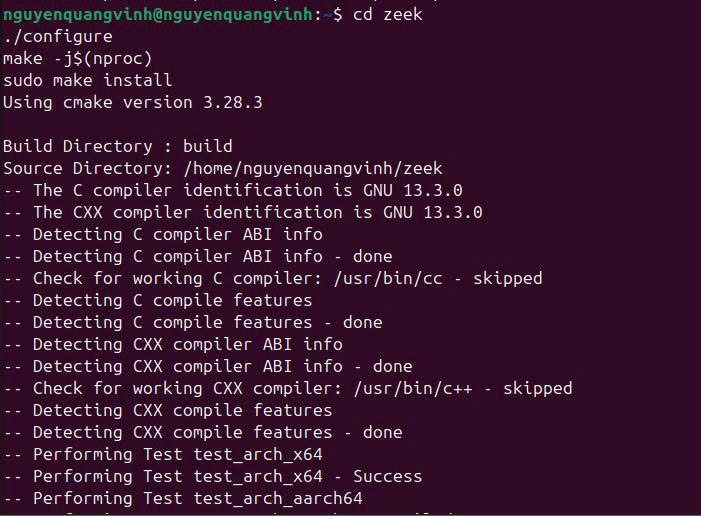 nguyenquangvinh@nguyenquangvinh:~$ cd zeek
./configure
make -j$(nproc)
sudo make install
Using cmake version 3.28.3
Build Directory : build
Source Directory: /home/nguyenquangvinh/zeek
-- The C compiler identification is GNU 13.3.0
-- The CXX compiler identification is GNU 13.3.0
-- Detecting C compiler ABI info
-- Detecting C compiler ABI info - done
-- Check for working C compiler: /usr/bin/cc - skipped
-- Detecting C compile features
-- Detecting C compile features - done
-- Detecting CXX compiler ABI info
-- Detecting CXX compiler ABI info - done
-- Check for working CXX compiler: /usr/bin/c++ - skipped
-- Detecting CXX compile features
-- Detecting CXX compile features - done
-- Performing Test test_arch_x64
-- Performing Test test_arch_x64 - Success
-- Performing Test test_arch_aarch64